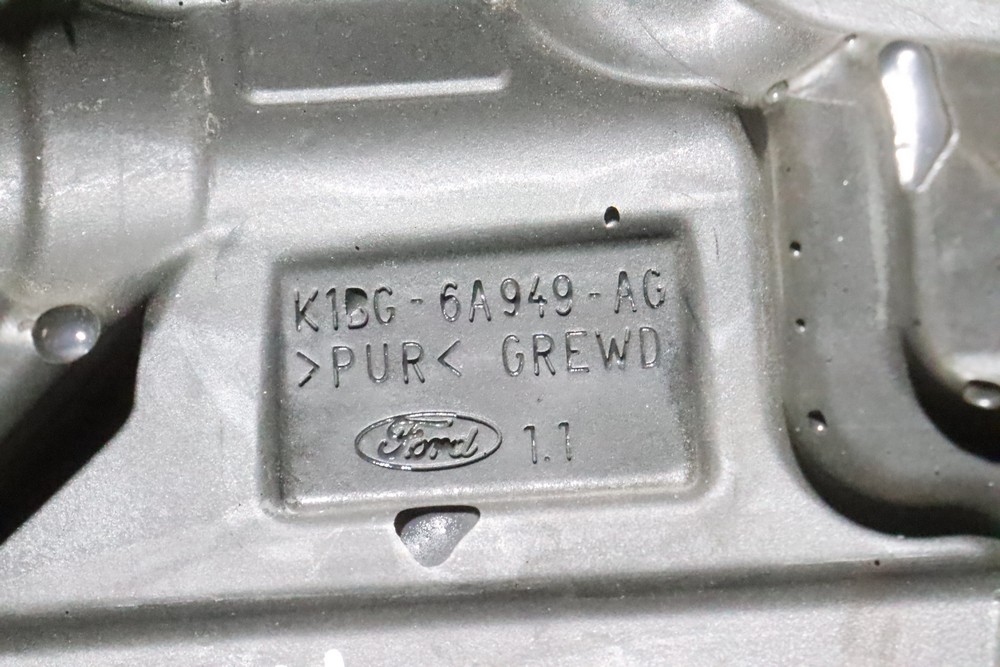 K1BG-6A949-AG
>PUR< GREWD
Ford 1.1